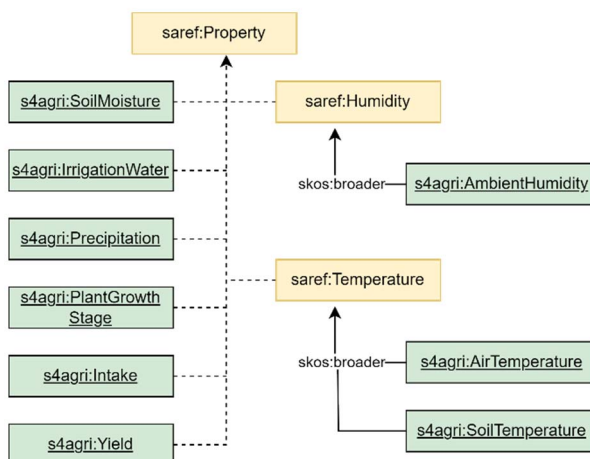 saref:Property
s4agri:SoilMoisture
saref:Humidity
s4agri:IrrigationWater
skos:broader
s4agri:AmbientHumidity
s4agri:Precipitation
saref:Temperature
s4agri:PlantGrowth
Stage
s4agri:Intake
skos:broader
s4agri:AirTemperature
s4agri:SoilTemperature
s4agri:Yield